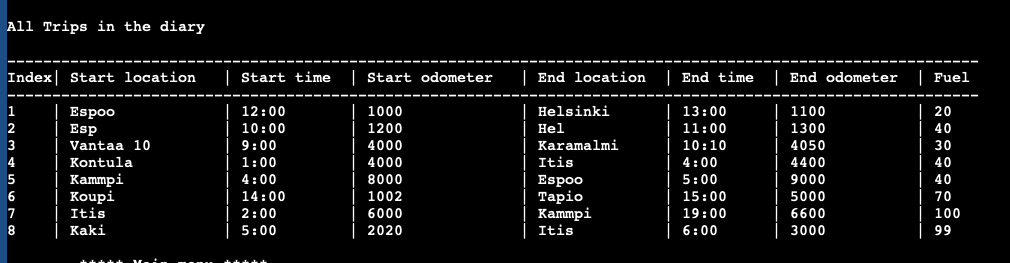 All Trips in the diary
Index| Start location | Start time | Start odometer | End location | End time | End odometer | Fuel
1 | Espoo | 12:00 | 1000 | Helsinki | 13:00 | 1100 | 20
2 | Esp | 10:00 | 1200 | Hel | 11:00 | 1300 | 40
3 | Vantaa 10 | 9:00 | 4000 | Karamalmi | 10:10 | 4050 | 30
4 | Kontula | 1:00 | 4000 | Itis | 4:00 | 4400 | 40
5 | Kammpi | 4:00 | 8000 | Espoo | 5:00 | 9000 | 40
6 | Koupi | 14:00 | 1002 | Tapio | 15:00 | 5000 | 70
7 | Itis | 2:00 | 6000 | Kammpi | 19:00 | 6600 | 100
8 | Kaki | 5:00 | 2020 | Itis | 6:00 | 3000 | 99
***** Main menu *****